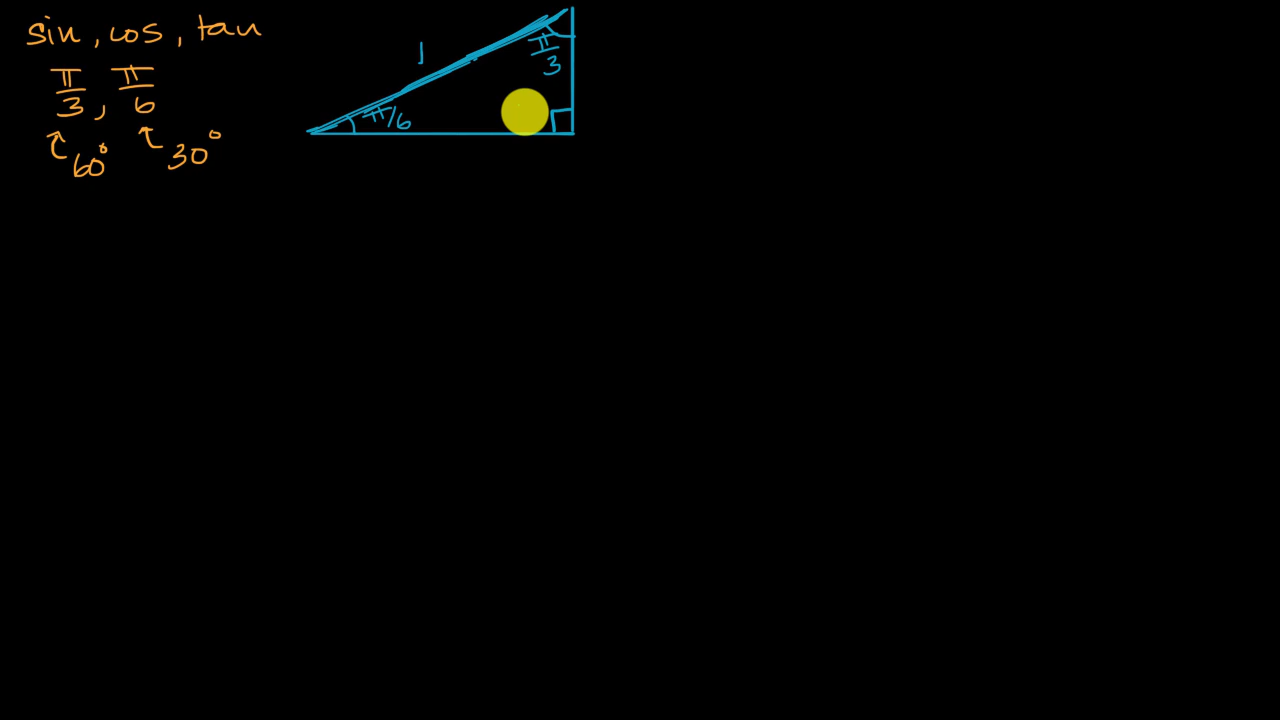 sin, cos, tan
π/3, π/6
60° 30°
1
π/3
π/6